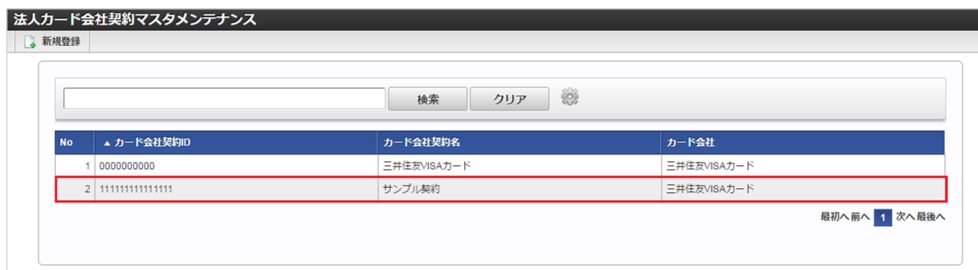 法人カード会社契約マスタメンテナンス
新規登録
検索 クリア
No ▲ カード会社契約ID カード会社契約名 カード会社
1 0000000000 三井住友VISAカード 三井住友VISAカード
2 111111111111111 サンプル契約 三井住友VISAカード
最初へ 前へ 1 次へ 最後へ